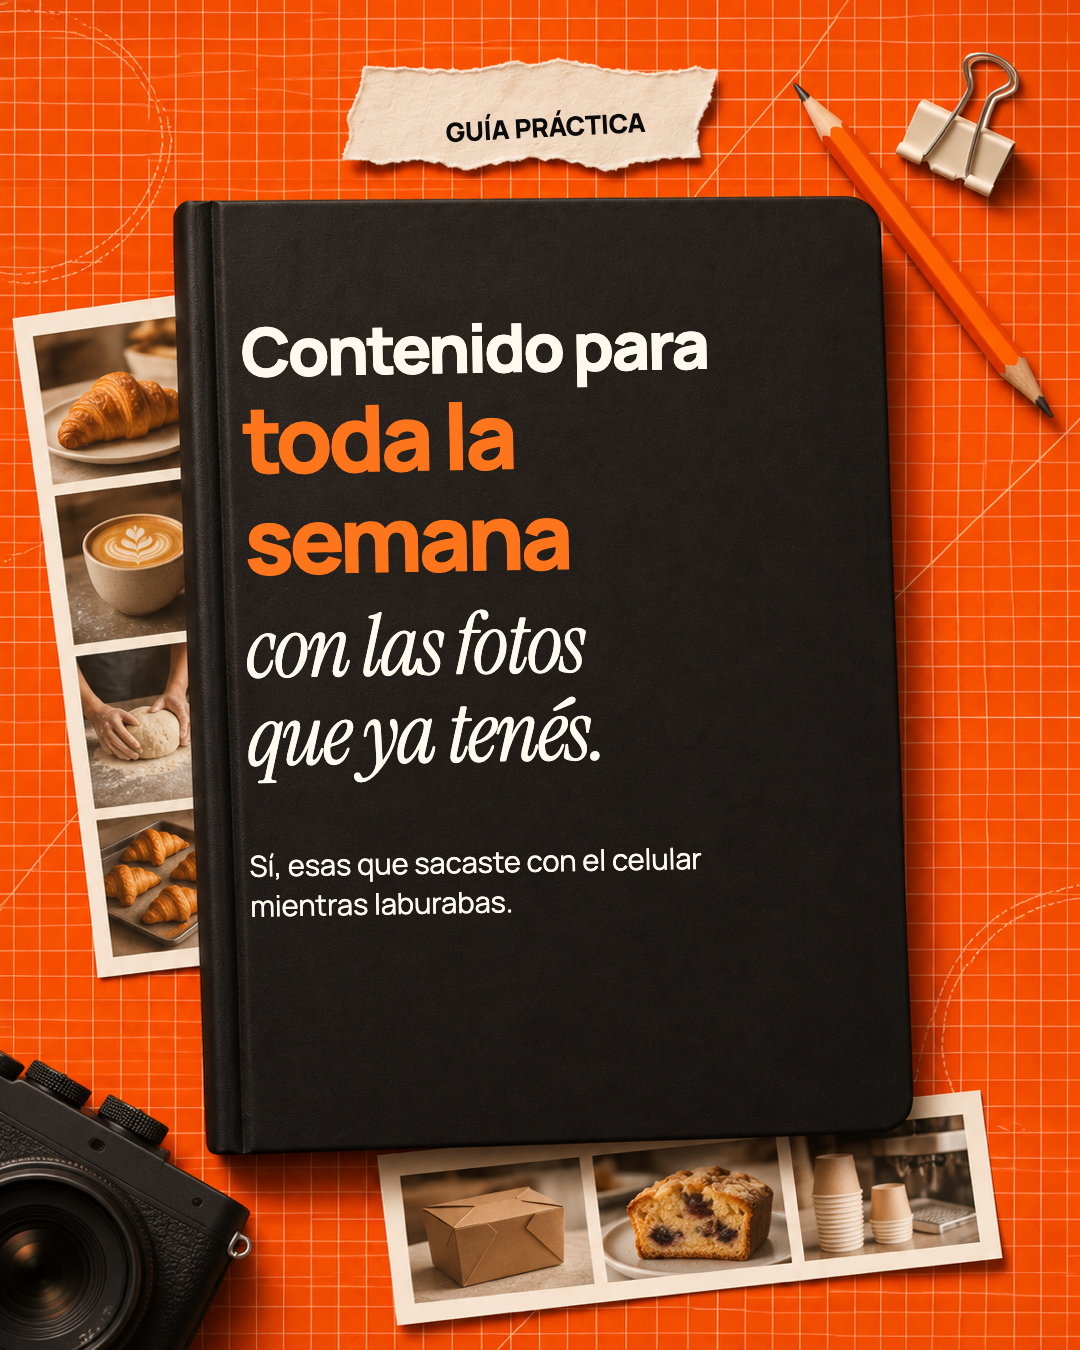 GUÍA PRÁCTICA
Contenido para
toda la
semana
con las fotos
que ya tenés.
Sí, esas que sacaste con el celular
mientras laburabas.